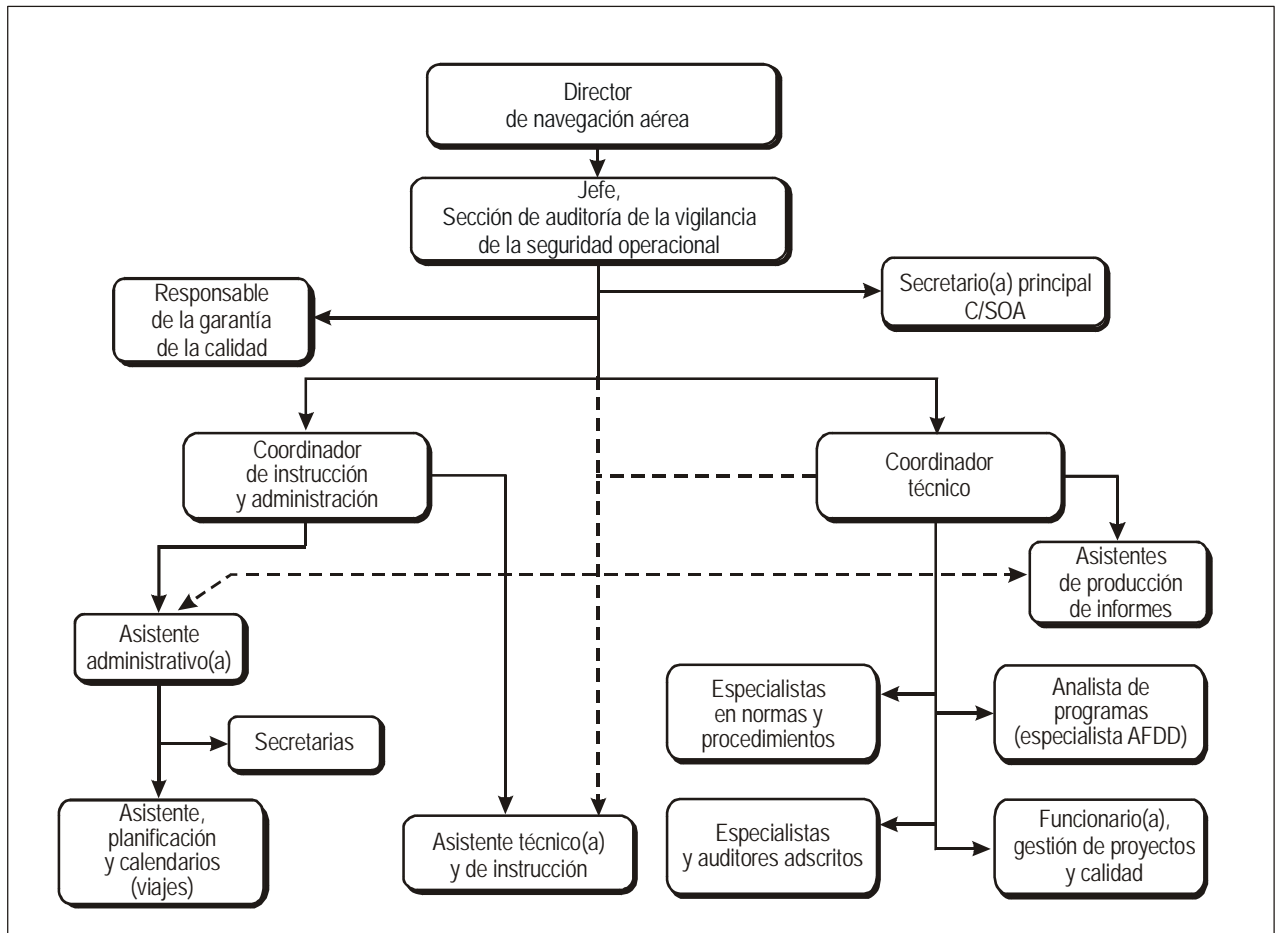 Director
de navegación aérea
Jefe,
Sección de auditoría de la vigilancia
de la seguridad operacional
Responsable
de la garantía
de la calidad
Secretario(a) principal
C/SOA
Coordinador
de instrucción
y administración
Coordinador
técnico
Asistentes
de producción
de informes
Asistente
administrativo(a)
Especialistas
en normas y
procedimientos
Analista de
programas
(especialista AFDD)
Secretarias
Asistente,
planificación
y calendarios
(viajes)
Asistente técnico(a)
y de instrucción
Especialistas
y auditores adscritos
Funcionario(a),
gestión de proyectos
y calidad